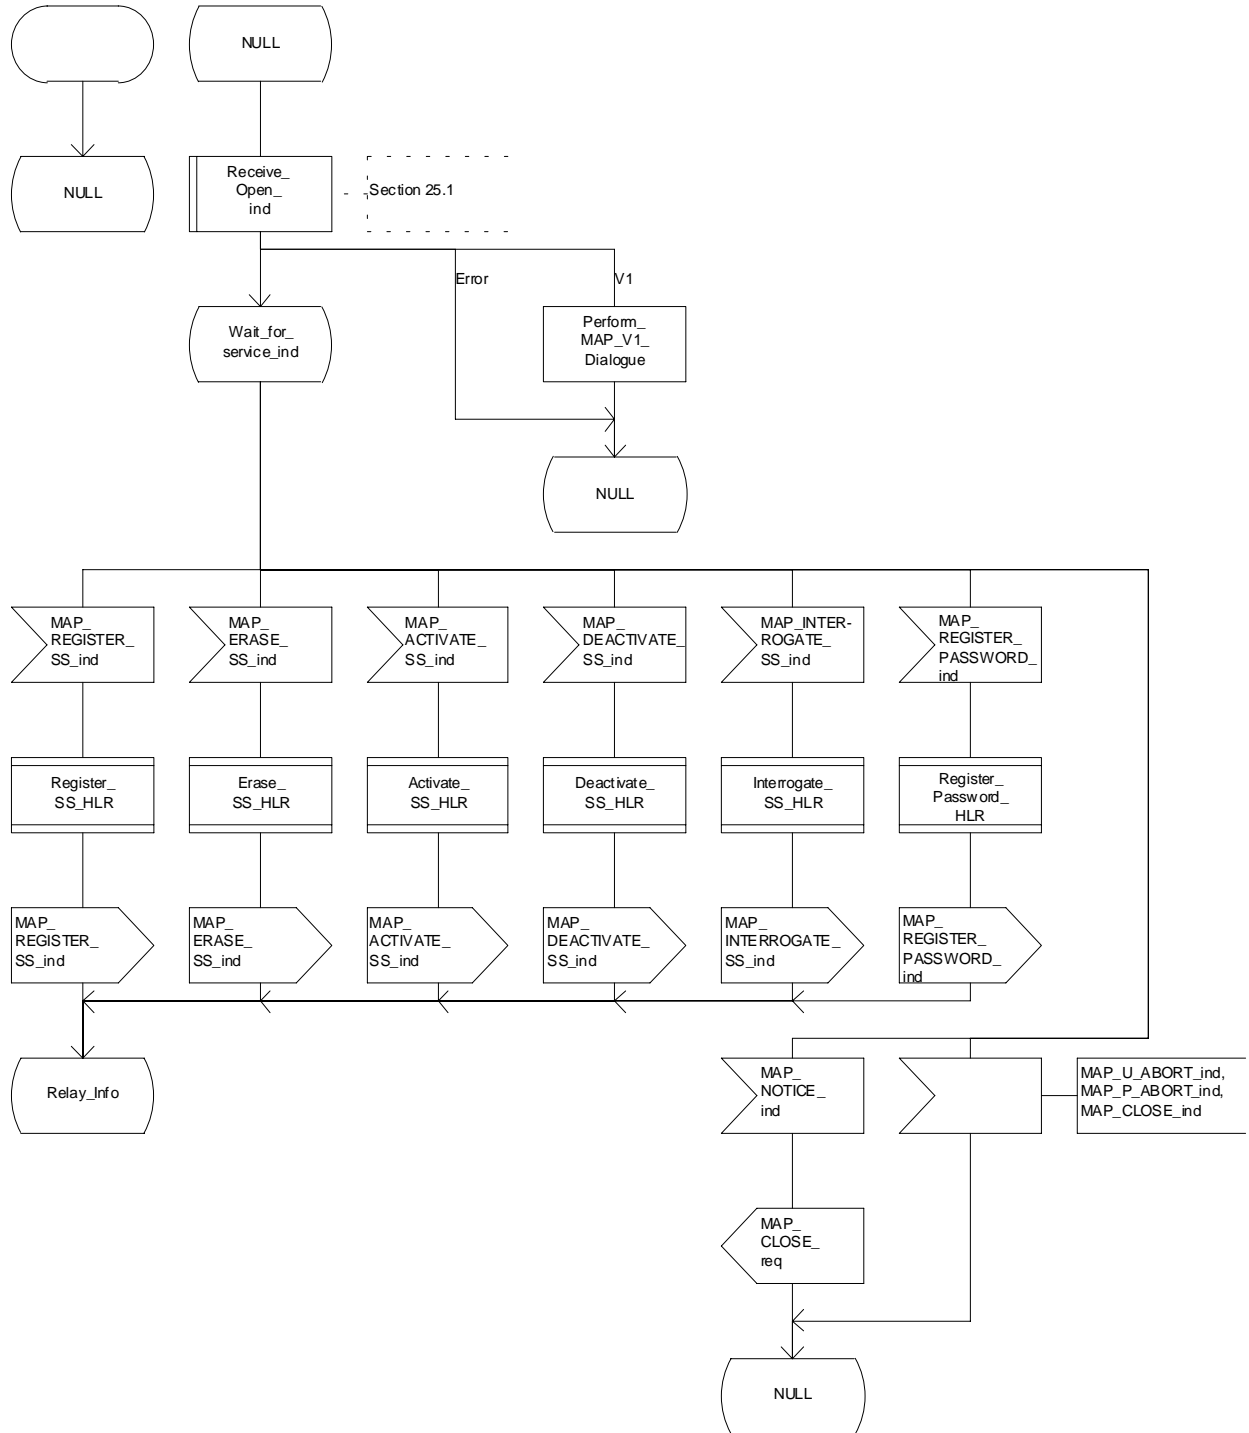 NULL
NULL
Receive_
Open_
ind
Section 25.1
Error
V1
Wait_for_
service_ind
Perform_
MAP_V1_
Dialogue
NULL
MAP_
REGISTER_
SS_ind
MAP_
ERASE_
SS_ind
MAP_
ACTIVATE_
SS_ind
MAP_
DEACTIVATE_
SS_ind
MAP_INTER-
ROGATE_
SS_ind
MAP_
REGISTER_
PASSWORD_
ind
Register_
SS_HLR
Erase_
SS_HLR
Activate_
SS_HLR
Deactivate_
SS_HLR
Interrogate_
SS_HLR
Register_
Password_
HLR
MAP_
REGISTER_
SS_ind
MAP_
ERASE_
SS_ind
MAP_
ACTIVATE_
SS_ind
MAP_
DEACTIVATE_
SS_ind
MAP_
INTERROGATE_
SS_ind
MAP_
REGISTER_
PASSWORD_
ind
Relay_Info
MAP_
NOTICE_
ind
MAP_U_ABORT_ind,
MAP_P_ABORT_ind,
MAP_CLOSE_ind
MAP_
CLOSE_
req
NULL